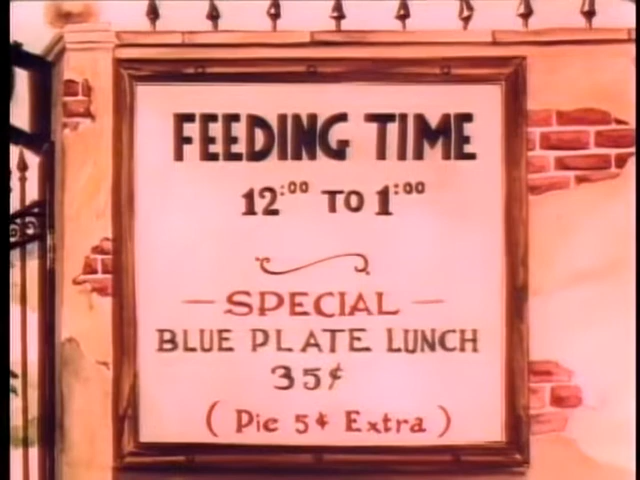 FEEDING TIME
12:00 TO 1:00
— SPECIAL —
BLUE PLATE LUNCH
35¢
(Pie 5¢ Extra)